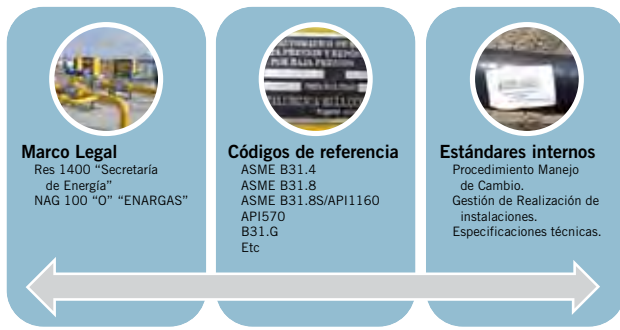 Marco Legal
Res 1400 “Secretaría
de Energía”
NAG 100 “O” “ENARGAS”
Códigos de referencia
ASME B31.4
ASME B31.8
ASME B31.8S/API1160
API570
B31.G
Etc
Estándares internos
Procedimiento Manejo
de Cambio.
Gestión de Realización de
instalaciones.
Especificaciones técnicas.